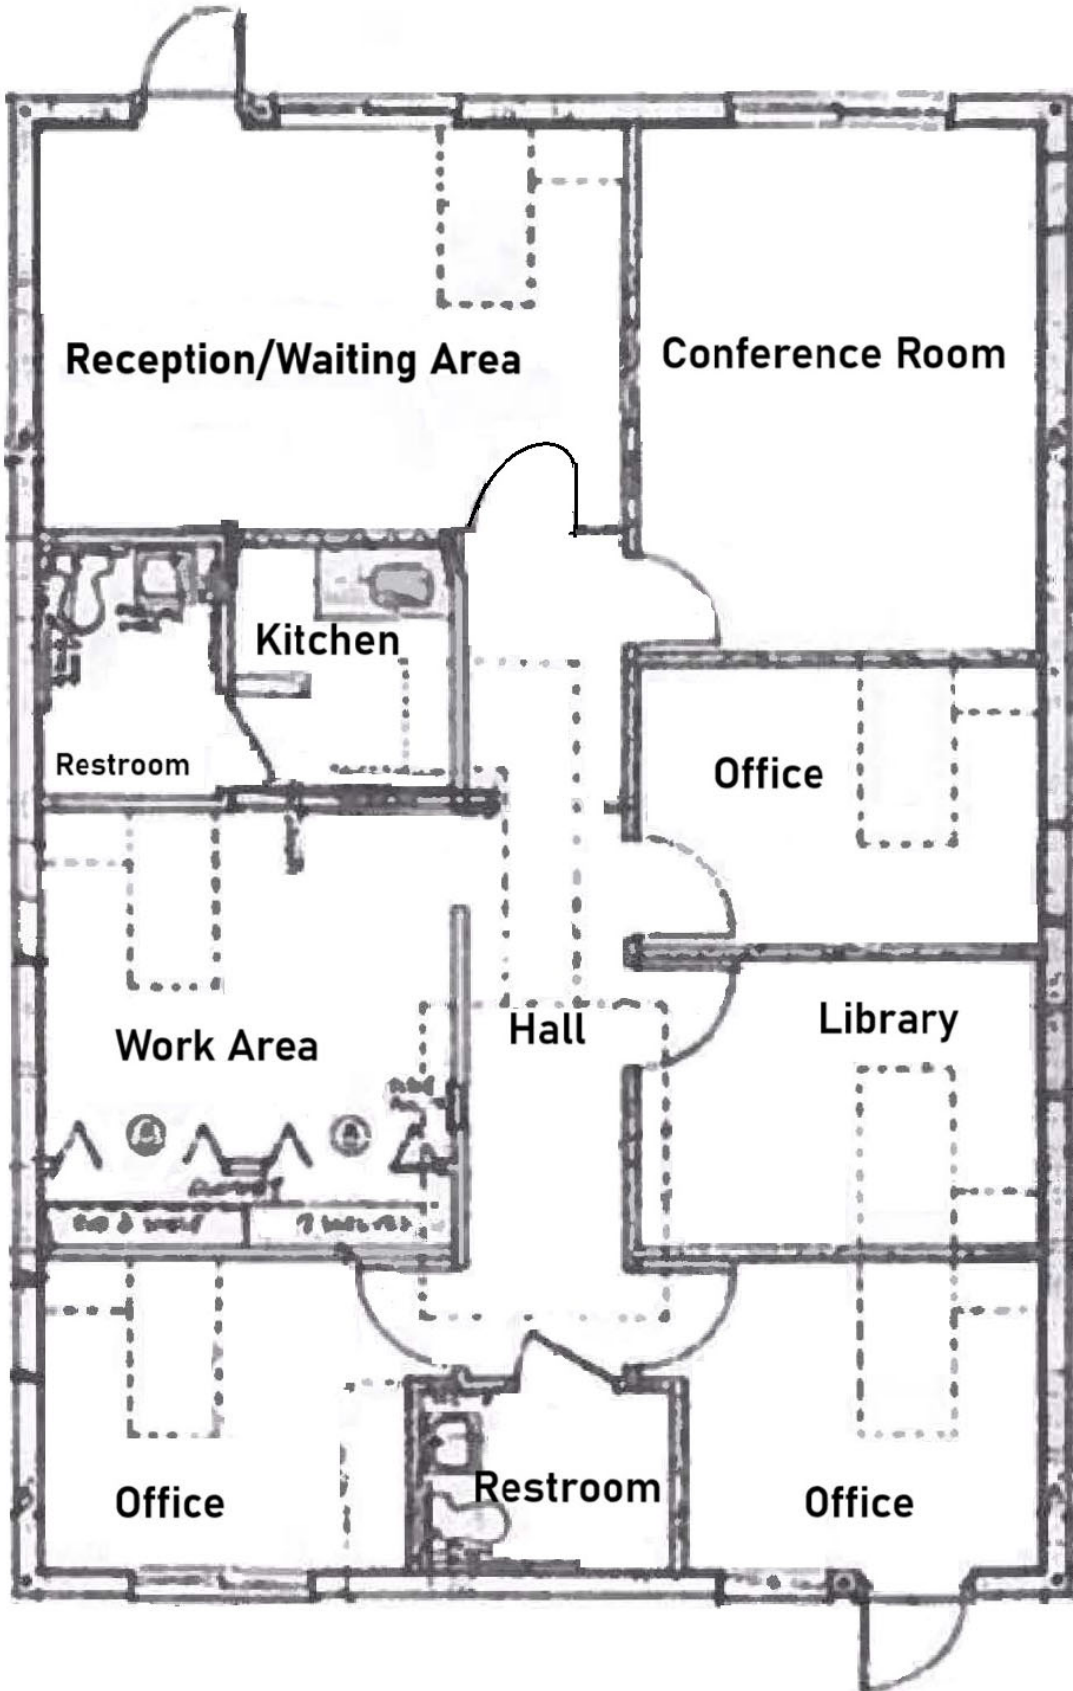 Reception/Waiting Area
Conference Room
Kitchen
Restroom
Office
Work Area
Hall
Library
Office
Restroom
Office